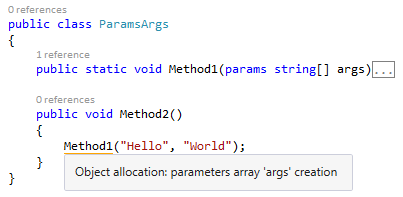 0 references
public class ParamsArgs
{
1 reference
public static void Method1(params string[] args)...
0 references
public void Method2()
{
Method1("Hello", "World");
}
Object allocation: parameters array 'args' creation
}